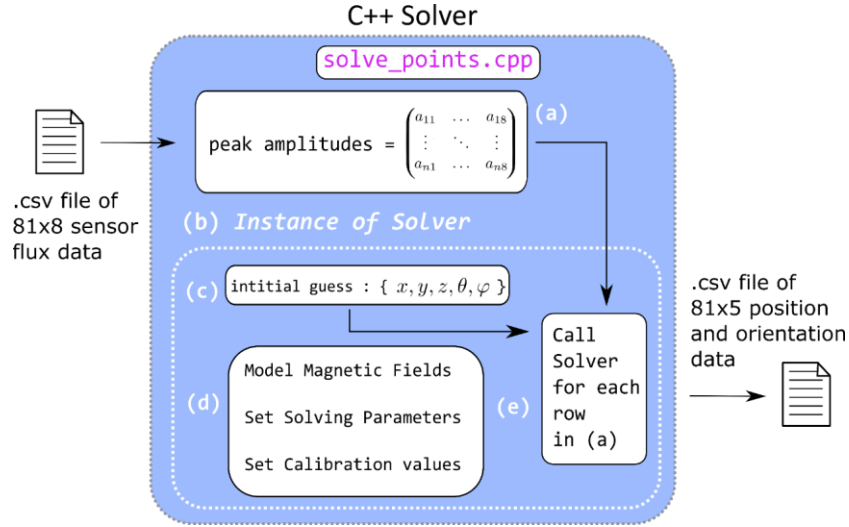 C++ Solver
solve_points.cpp
(a)
peak amplitudes = 
a₁₁ … a₁₈
⋮ ⋱ ⋮
aₙ₁ … aₙ₈
.csv file of
81x8 sensor
flux data
(b) Instance of Solver
(c)
intitial guess : { x, y, z, θ, φ }
(d)
Model Magnetic Fields
Set Solving Parameters
Set Calibration values
(e)
Call
Solver
for each
row
in (a)
.csv file of
81x5 position
and orientation
data